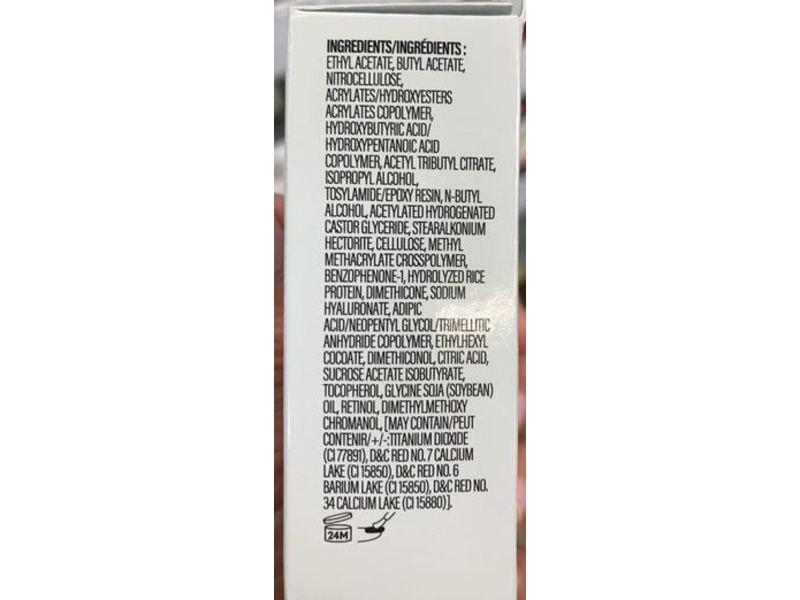 INGREDIENTS/INGRÉDIENTS :
ETHYL ACETATE, BUTYL ACETATE,
NITROCELLULOSE,
ACRYLATES/HYDROXYESTERS
ACRYLATES COPOLYMER,
HYDROXYBUTYRIC ACID/
HYDROXYPENTANOIC ACID
COPOLYMER, ACETYL TRIBUTYL CITRATE,
ISOPROPYL ALCOHOL,
TOSYLAMIDE/EPOXY RESIN, N-BUTYL
ALCOHOL, ACETYLATED HYDROGENATED
CASTOR GLYCERIDE, STEARALKONIUM
HECTORITE, CELLULOSE, METHYL
METHACRYLATE CROSSPOLYMER,
BENZOPHENONE-1, HYDROLYZED RICE
PROTEIN, DIMETHICONE, SODIUM
HYALURONATE, ADIPIC
ACID/NEOPENTYL GLYCOL/TRIMELLITIC
ANHYDRIDE COPOLYMER, ETHYLHEXYL
COCOATE, DIMETHICONOL, CITRIC ACID,
SUCROSE ACETATE ISOBUTYRATE,
TOCOPHEROL, GLYCINE SOJA (SOYBEAN)
OIL, RETINOL, DIMETHYLMETHOXY
CHROMANOL, [MAY CONTAIN/PEUT
CONTENIR/+/-:TITANIUM DIOXIDE
(CI 77891), D&C RED NO. 7 CALCIUM
LAKE (CI 15850), D&C RED NO. 6
BARIUM LAKE (CI 15850), D&C RED NO.
34 CALCIUM LAKE (CI 15880)].
24M